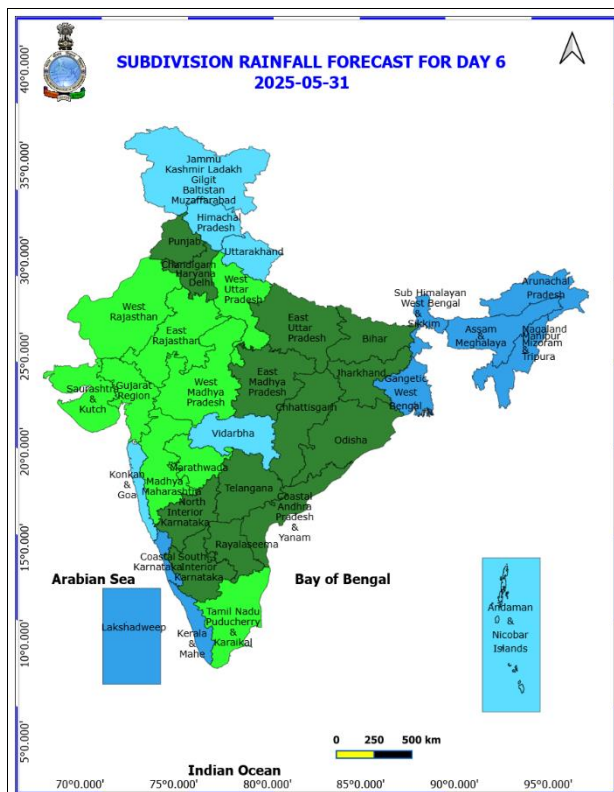 SUBDIVISION RAINFALL FORECAST FOR DAY 6
2025-05-31
40°0.000'
35°0.000'
30°0.000'
25°0.000'
20°0.000'
15°0.000'
10°0.000'
5°0.000'
Jammu
Kashmir Ladakh
Gilgit
Baltistan
Muzaffarabad
Himachal
Pradesh
Punjab
Uttarakhand
Chandigarh
Haryana
Delhi
West
Uttar
Pradesh
Arunachal
Pradesh
Sub Himalayan
West Bengal
&
Sikkim
West
Rajasthan
East
Rajasthan
East
Uttar
Pradesh
Bihar
Assam
&
Meghalaya
Nagaland
Manipur
Mizoram
&
Tripura
Saurashtra
&
Kutch
Gujarat
Region
West
Madhya
Pradesh
East
Madhya
Pradesh
Jharkhand
Gangetic
West
Bengal
Chhattisgarh
Vidarbha
Odisha
Konkan
&
Goa
Madhya
Maharashtra
Marathwada
Telangana
North
Interior
Karnataka
Coastal
Andhra
Pradesh
&
Yanam
Rayalaseema
Coastal
Karnataka
South
Interior
Karnataka
Arabian Sea
Bay of Bengal
Tamil Nadu
Puducherry
&
Karaikal
Kerala
&
Mahe
Lakshadweep
Andaman
&
Nicobar
Islands
0 250 500 km
Indian Ocean
70°0.000' 75°0.000' 80°0.000' 85°0.000' 90°0.000' 95°0.000'